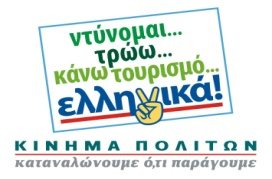 ντύνομαι...
τρώω...
κάνω τουρισμό...
ελληνικά!
ΚΙΝΗΜΑ ΠΟΛΙΤΩΝ
καταναλώνουμε ό,τι παράγουμε